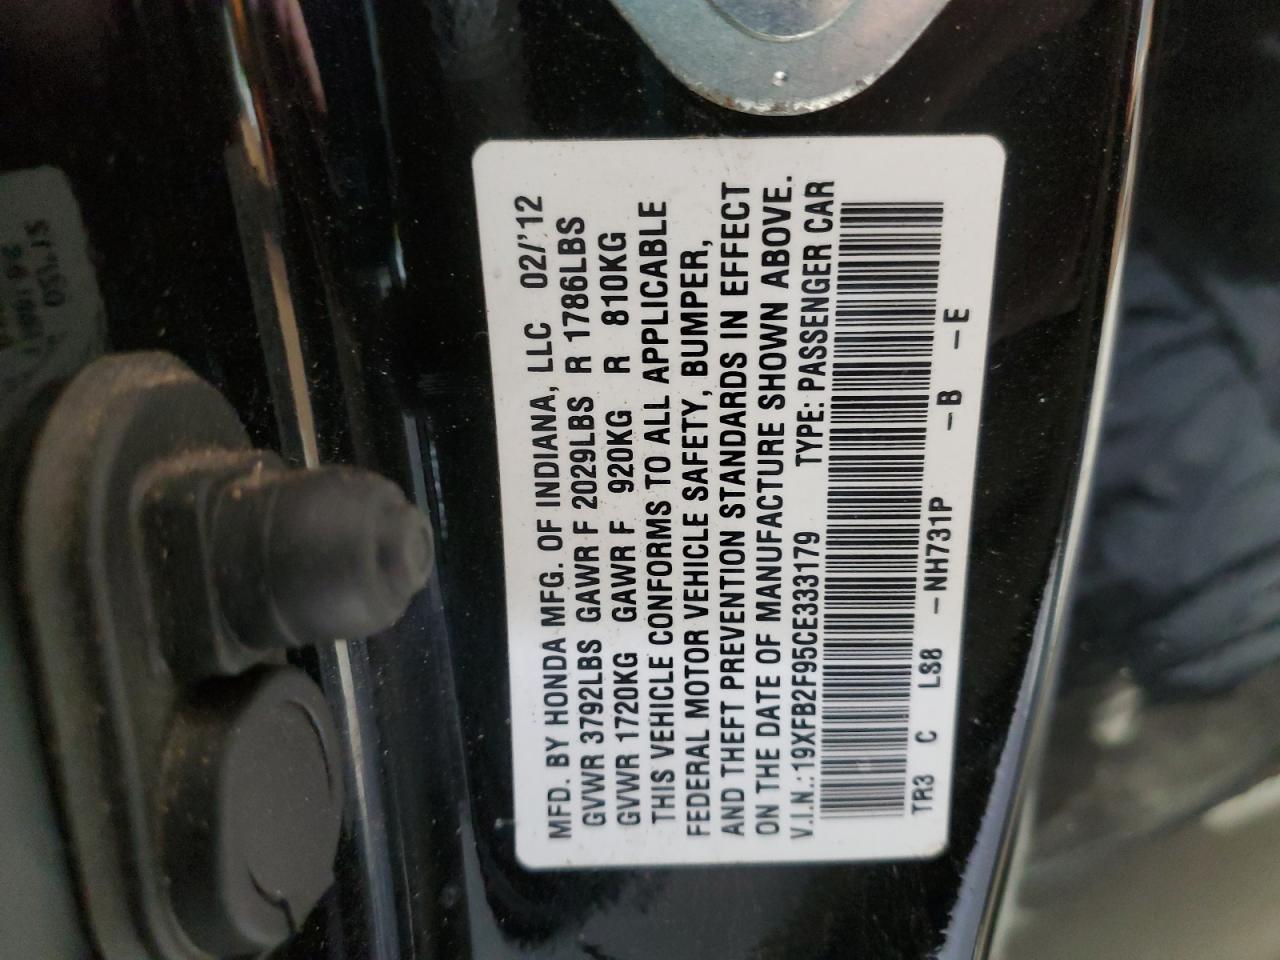 MFD. BY HONDA MFG. OF INDIANA, LLC 02/'12
GVWR 3792LBS GAWR F 2029LBS R 1786LBS
GVWR 1720KG GAWR F 920KG R 810KG
THIS VEHICLE CONFORMS TO ALL APPLICABLE
FEDERAL MOTOR VEHICLE SAFETY, BUMPER,
AND THEFT PREVENTION STANDARDS IN EFFECT
ON THE DATE OF MANUFACTURE SHOWN ABOVE.
V.I.N.: 19XFB2F95CE333179 TYPE: PASSENGER CAR
TR3 C LS8 -NH731P -B -E